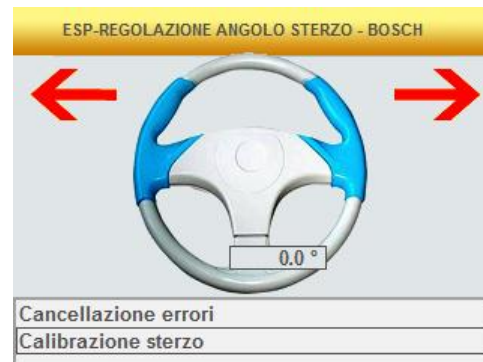 ESP-REGOLAZIONE ANGOLO STERZO - BOSCH
0.0 °
Cancellazione errori
Calibrazione sterzo